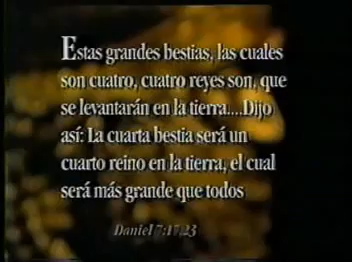 Estas grandes bestias, las cuales
son cuatro, cuatro reyes son, que
se levantarán en la tierra....Dijo
así: La cuarta bestia será un
cuarto reino en la tierra, el cual
será más grande que todos
Daniel 7:17,23